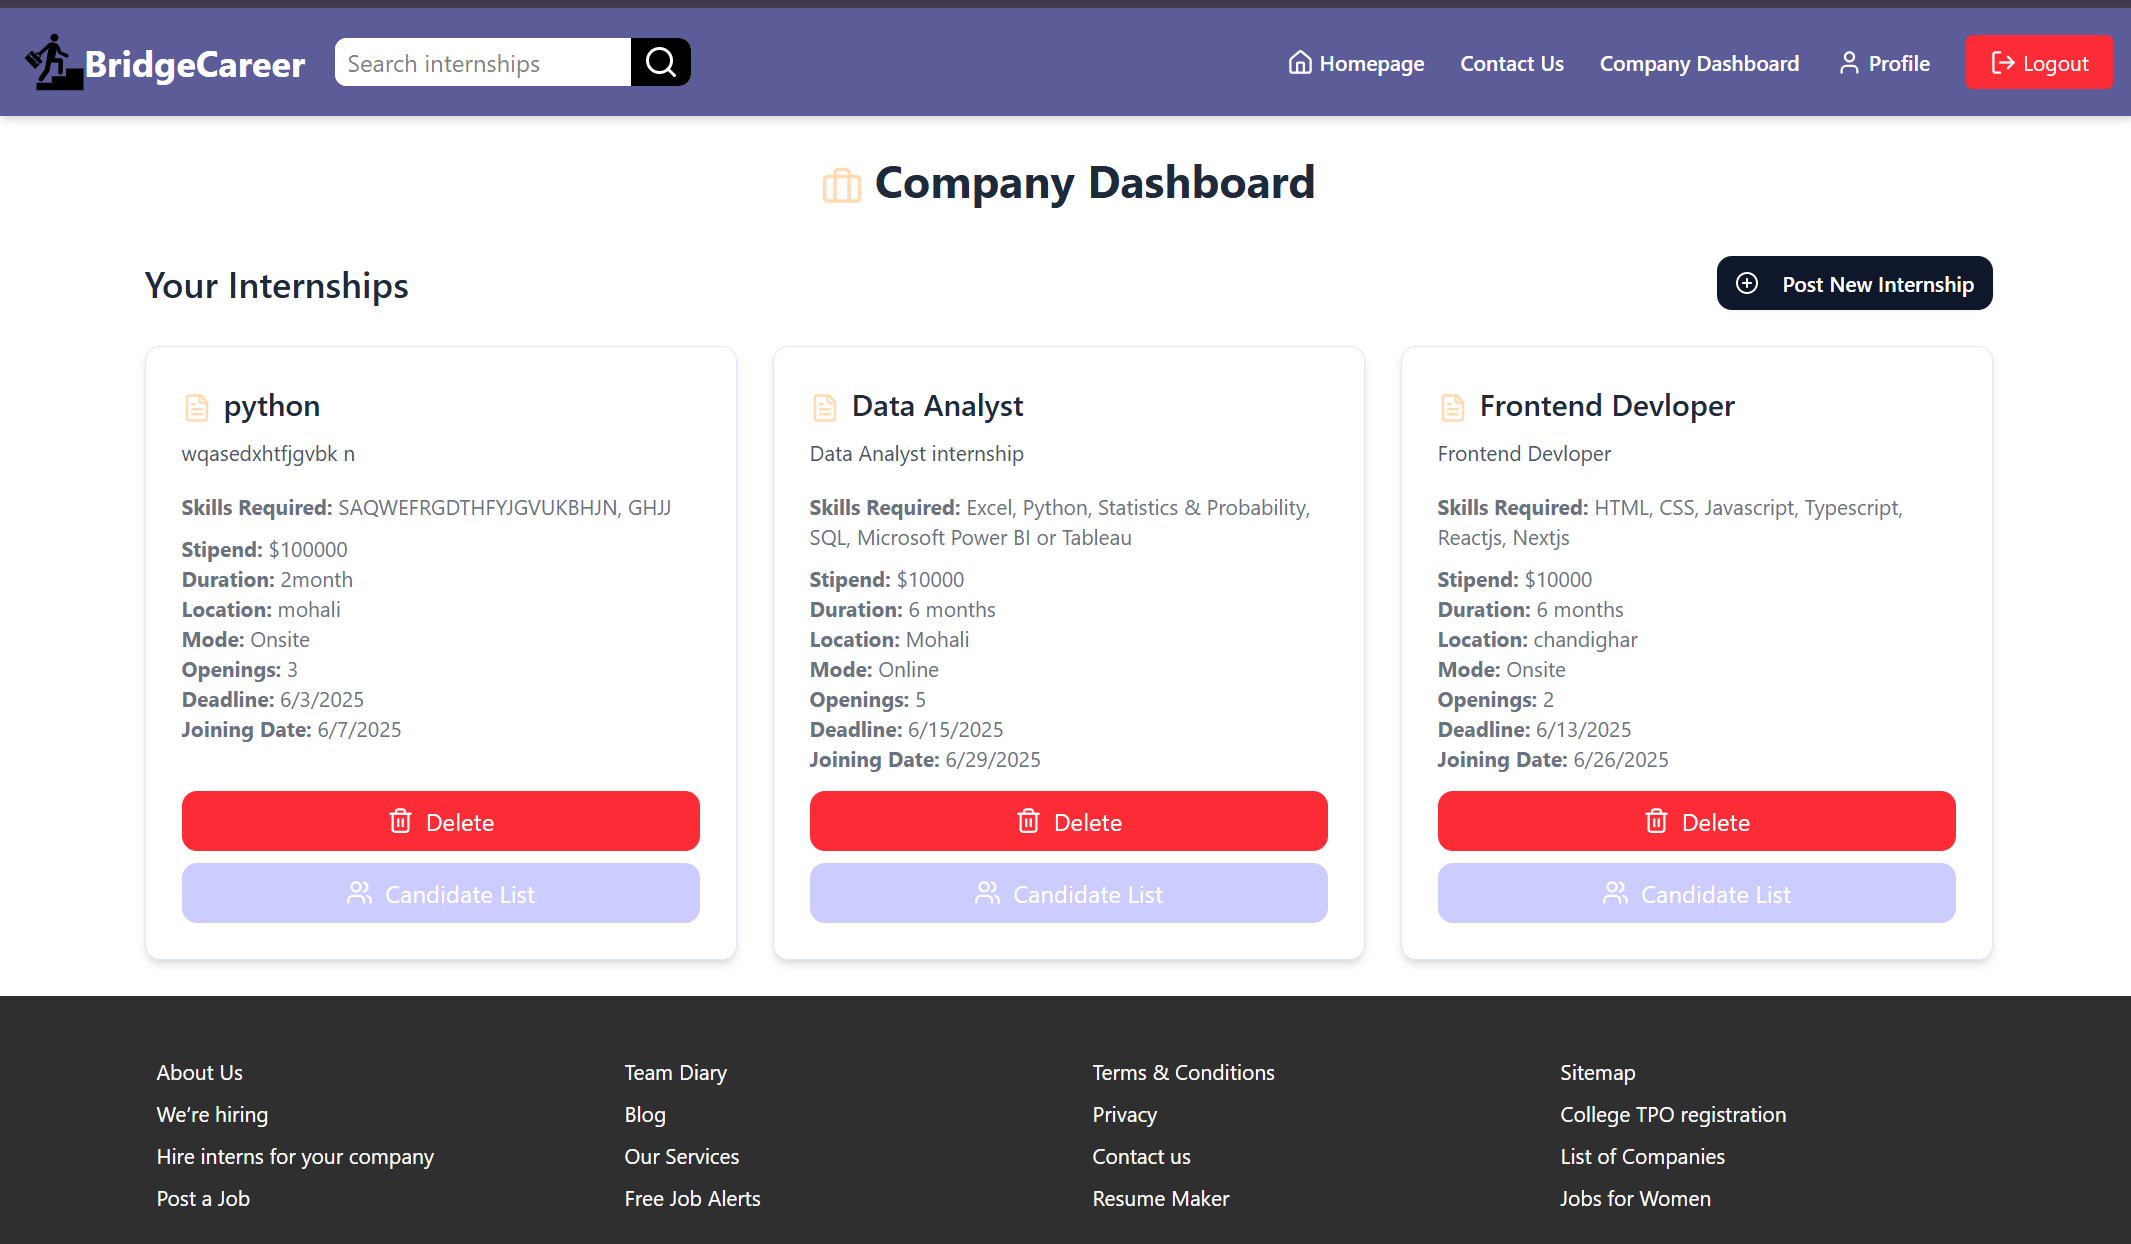 BridgeCareer
Search internships
Homepage
Contact Us
Company Dashboard
Profile
Logout
Company Dashboard
Your Internships
Post New Internship
python
wqasedxhtfjgvbk n
Skills Required: SAQWEFRGDTHFYJGVUKBHJN, GHJJ
Stipend: $100000
Duration: 2month
Location: mohali
Mode: Onsite
Openings: 3
Deadline: 6/3/2025
Joining Date: 6/7/2025
Delete
Candidate List
Data Analyst
Data Analyst internship
Skills Required: Excel, Python, Statistics & Probability,
SQL, Microsoft Power BI or Tableau
Stipend: $10000
Duration: 6 months
Location: Mohali
Mode: Online
Openings: 5
Deadline: 6/15/2025
Joining Date: 6/29/2025
Delete
Candidate List
Frontend Devloper
Frontend Devloper
Skills Required: HTML, CSS, Javascript, Typescript,
Reactjs, Nextjs
Stipend: $10000
Duration: 6 months
Location: chandighar
Mode: Onsite
Openings: 2
Deadline: 6/13/2025
Joining Date: 6/26/2025
Delete
Candidate List
About Us
We’re hiring
Hire interns for your company
Post a Job
Team Diary
Blog
Our Services
Free Job Alerts
Terms & Conditions
Privacy
Contact us
Resume Maker
Sitemap
College TPO registration
List of Companies
Jobs for Women